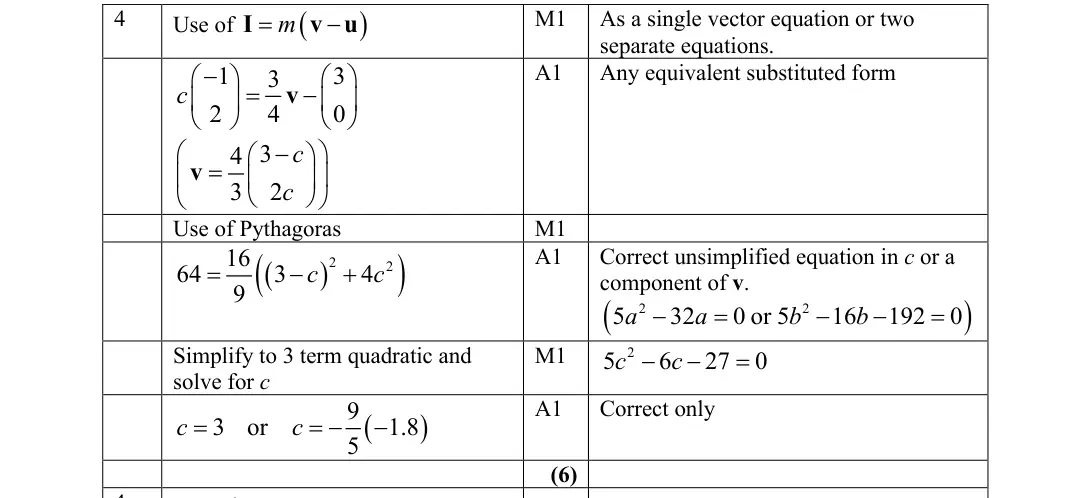 4 Use of I = m(v − u) M1 As a single vector equation or two
separate equations.
c(−1 2) = 3/4 v − (3 0) A1 Any equivalent substituted form
(v = 4/3 (3 − c 2c))
Use of Pythagoras M1
64 = 16/9 ((3 − c)² + 4c²) A1 Correct unsimplified equation in c or a
component of v.
(5a² − 32a = 0 or 5b² − 16b − 192 = 0)
Simplify to 3 term quadratic and M1 5c² − 6c − 27 = 0
solve for c
c = 3 or c = −9/5 (−1.8) A1 Correct only
(6)